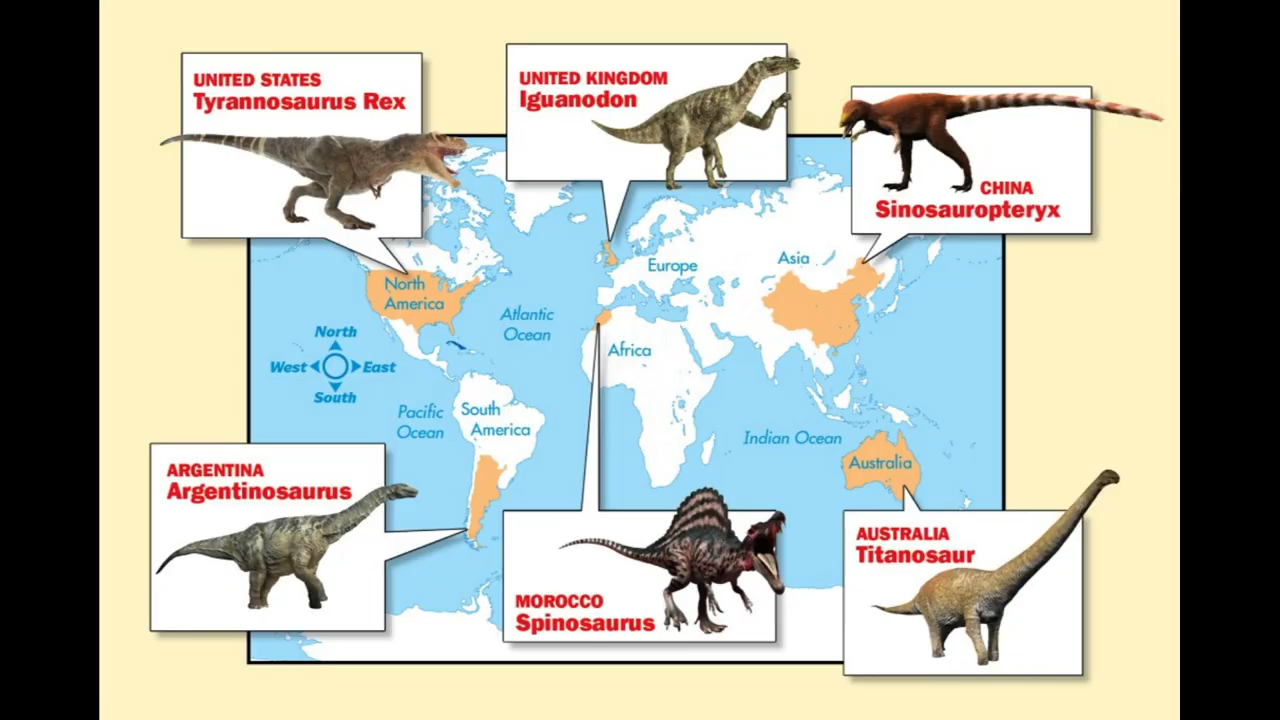 UNITED STATES
Tyrannosaurus Rex
UNITED KINGDOM
Iguanodon
CHINA
Sinosauropteryx
North
America
Europe
Asia
Atlantic
Ocean
Africa
North
West
East
South
Pacific
Ocean
South
America
Indian Ocean
Australia
ARGENTINA
Argentinosaurus
MOROCCO
Spinosaurus
AUSTRALIA
Titanosaur